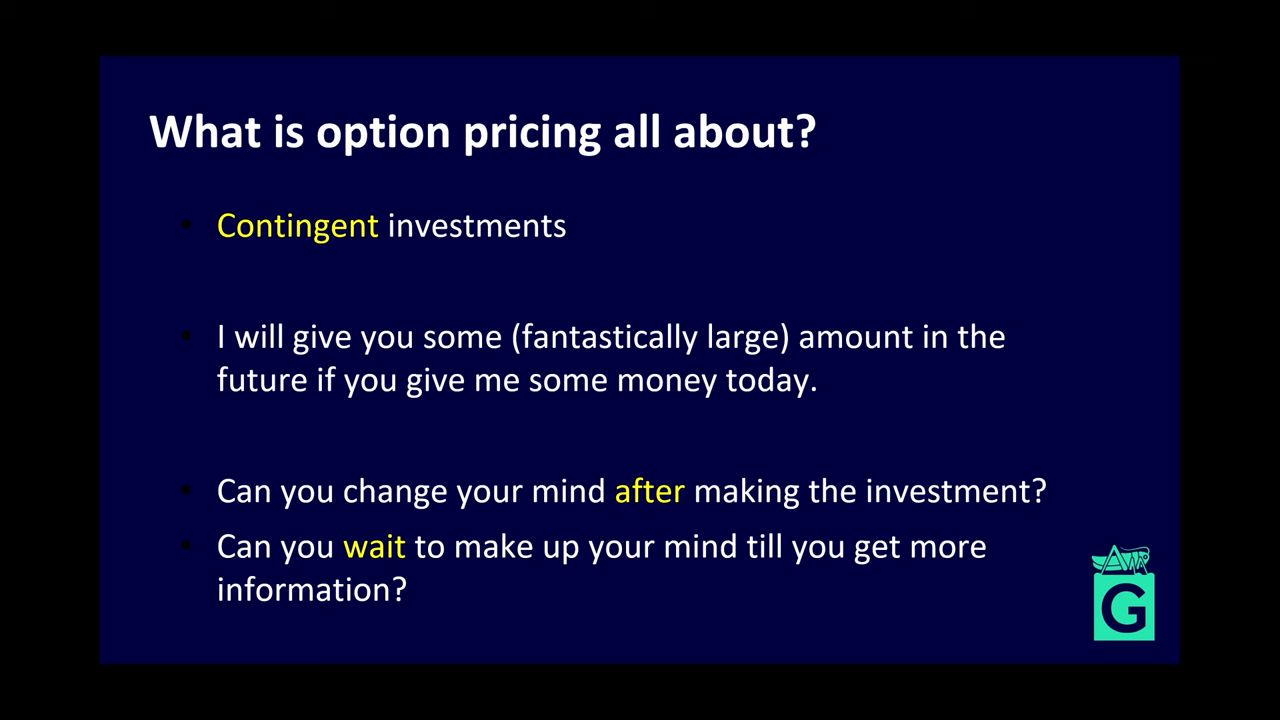 What is option pricing all about?
• Contingent investments
• I will give you some (fantastically large) amount in the
future if you give me some money today.
• Can you change your mind after making the investment?
• Can you wait to make up your mind till you get more
information?
G